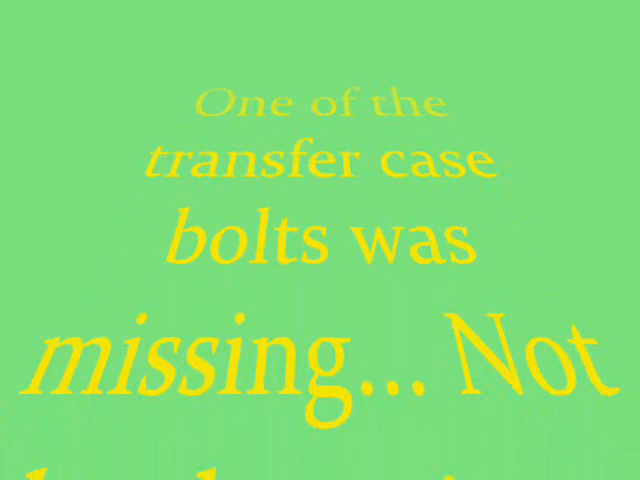 One of the
transfer case
bolts was
missing... Not